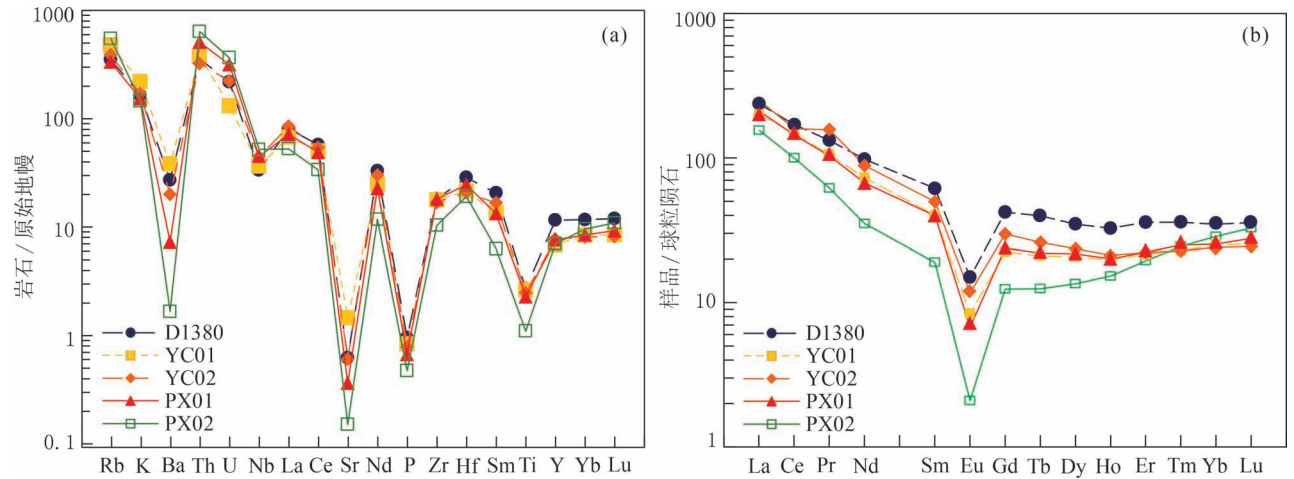 (a)
岩石/原始地幔
1000
100
10
1
0.1
D1380
YC01
YC02
PX01
PX02
Rb K Ba Th U Nb La Ce Sr Nd P Zr Hf Sm Ti Y Yb Lu
(b)
样品/球粒陨石
1000
100
10
1
D1380
YC01
YC02
PX01
PX02
La Ce Pr Nd Sm Eu Gd Tb Dy Ho Er Tm Yb Lu